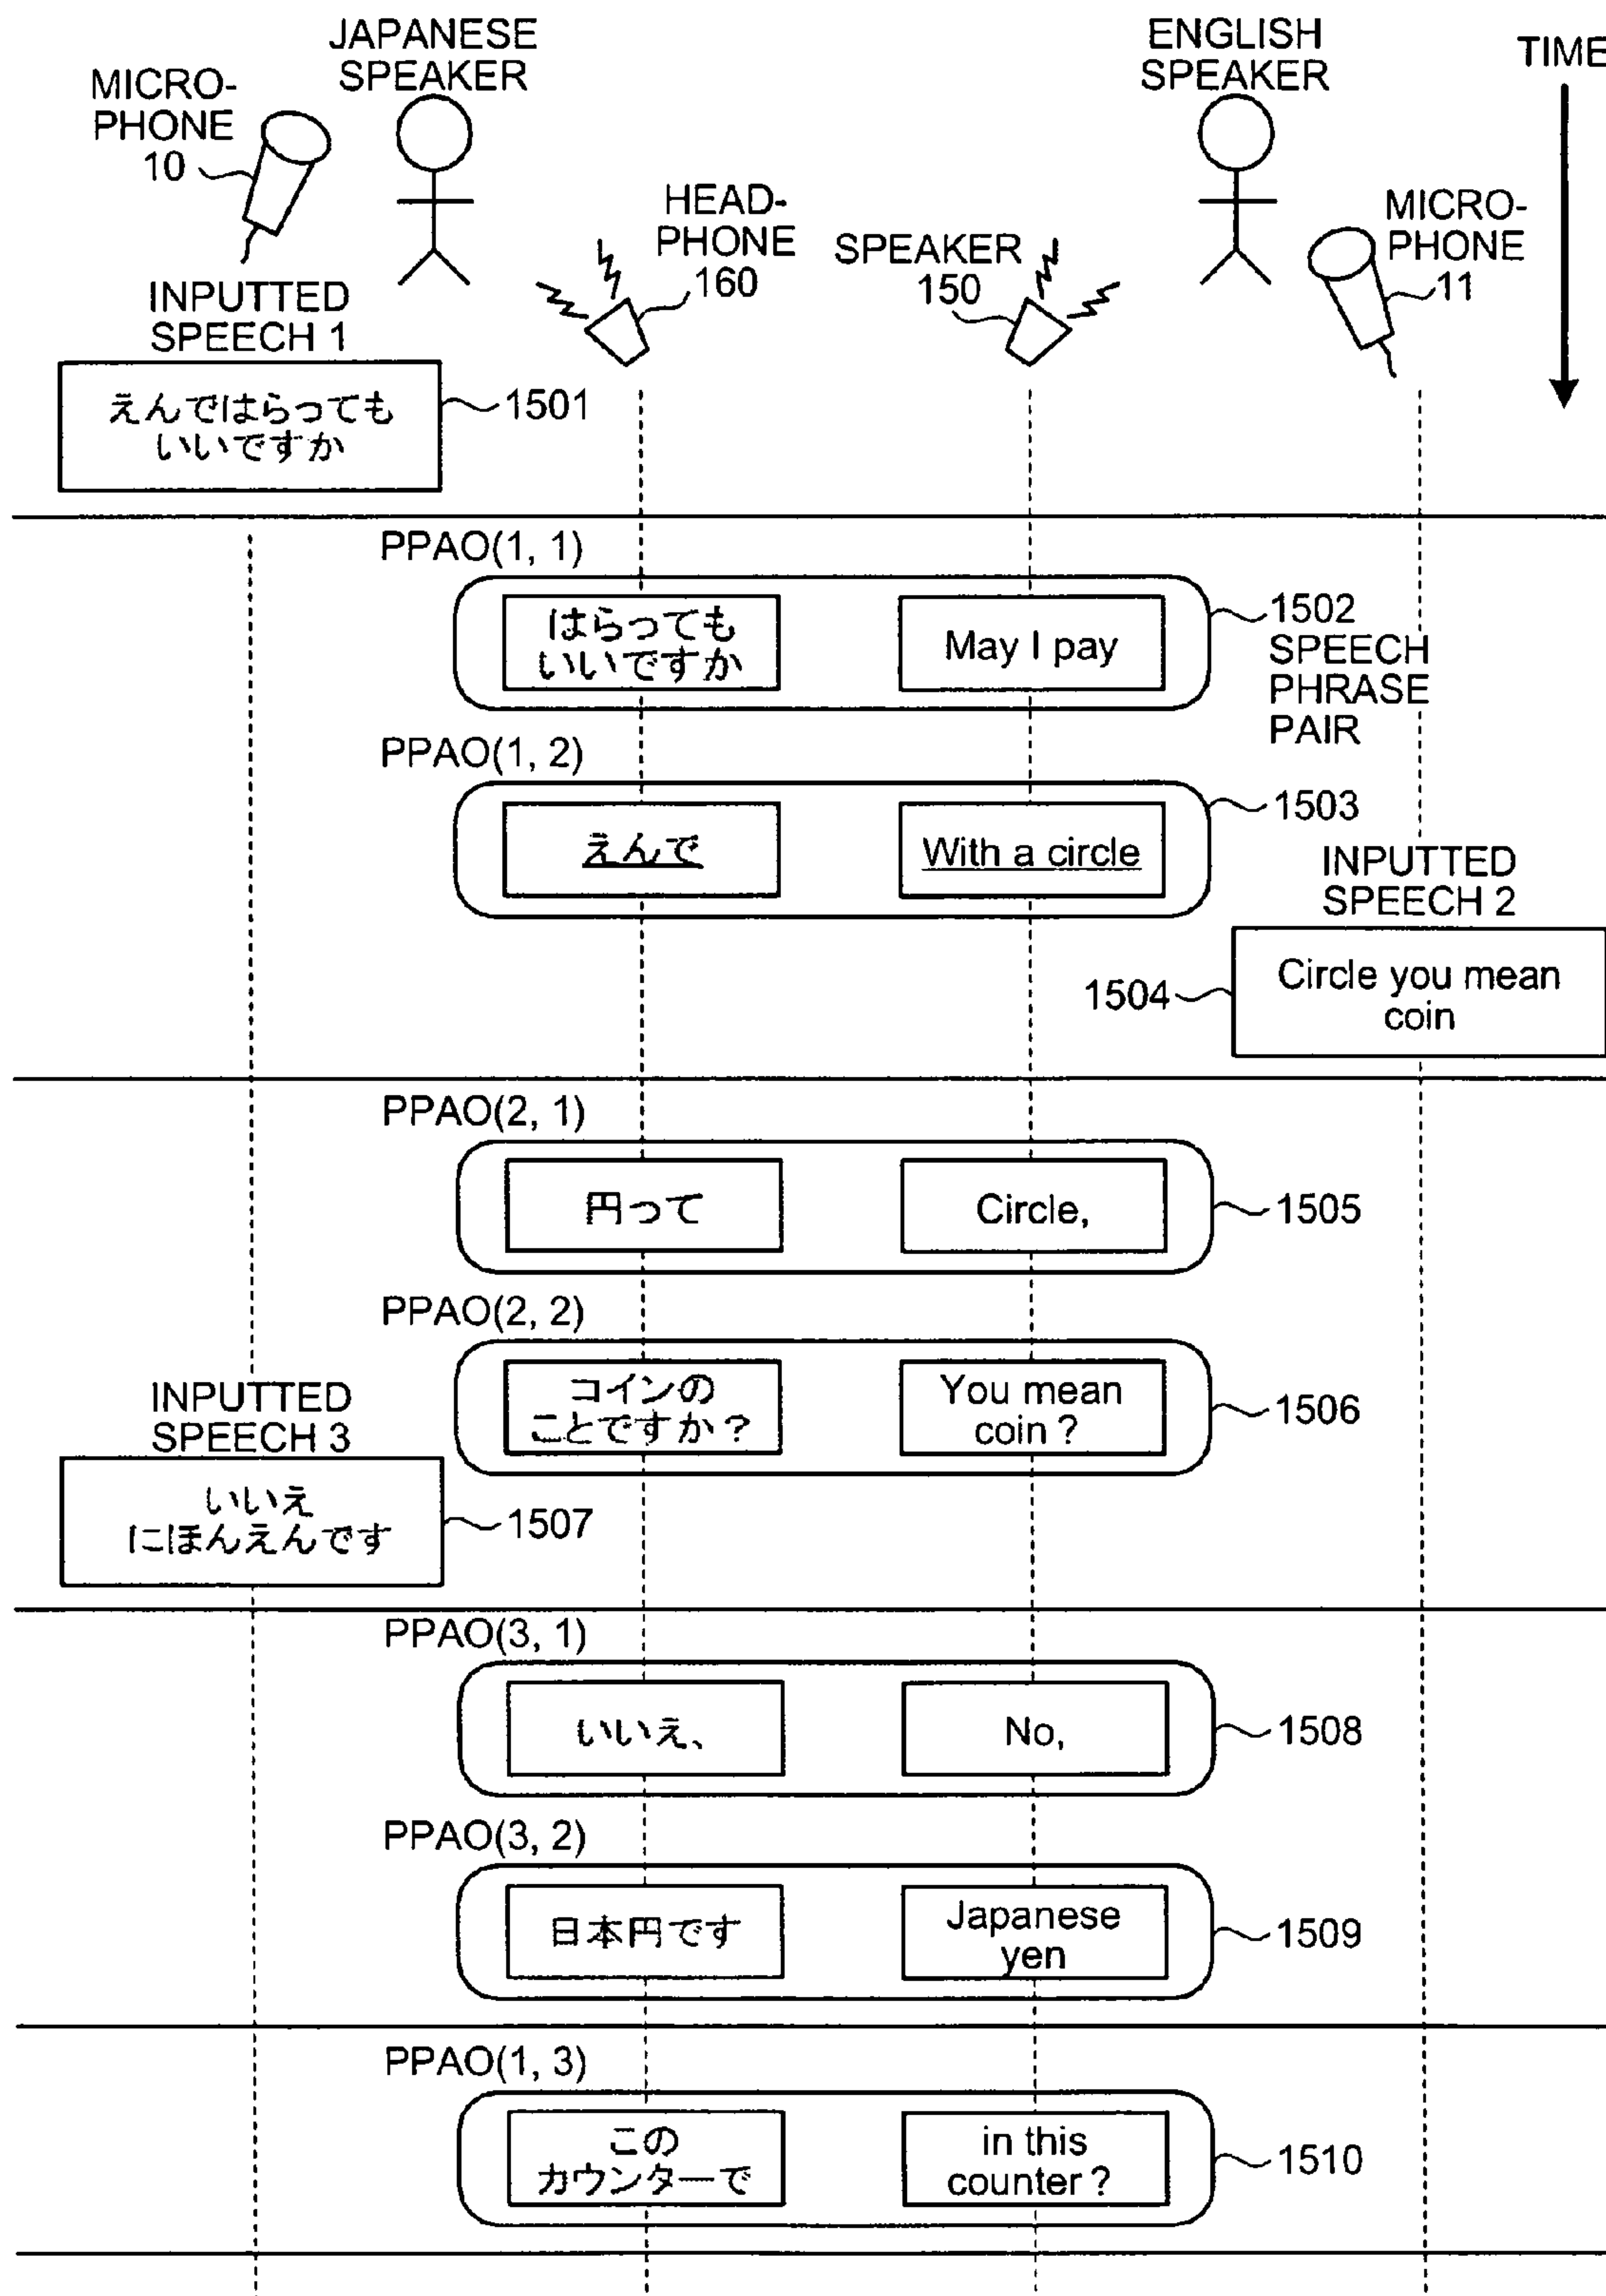 JAPANESE
SPEAKER
ENGLISH
SPEAKER
TIME
MICRO-
PHONE
10
HEAD-
PHONE
160
SPEAKER
150
MICRO-
PHONE
11
INPUTTED
SPEECH 1
えんではらっても
いいですか
1501
PPAO(1, 1)
はらっても
いいですか
May I pay
1502
SPEECH
PHRASE
PAIR
PPAO(1, 2)
えんで
With a circle
1503
INPUTTED
SPEECH 2
Circle you mean
coin
1504
PPAO(2, 1)
円って
Circle,
1505
PPAO(2, 2)
コインの
ことですか?
You mean
coin ?
1506
INPUTTED
SPEECH 3
いいえ
にほんえんです
1507
PPAO(3, 1)
いいえ、
No,
1508
PPAO(3, 2)
日本円です
Japanese
yen
1509
PPAO(1, 3)
この
カウンターで
in this
counter ?
1510